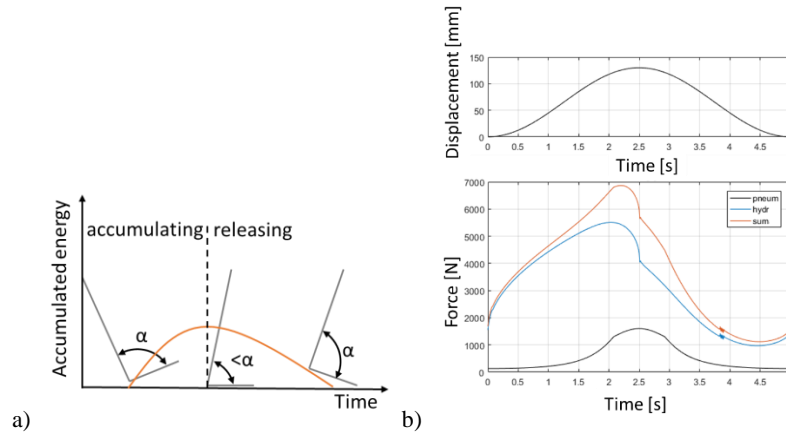 a)
Accumulated energy
accumulating
releasing
α
<α
α
Time
b)
Displacement [mm]
150
100
50
0
0 0.5 1 1.5 2 2.5 3 3.5 4 4.5
Time [s]
Force [N]
7000
6000
5000
4000
3000
2000
1000
0
pneum
hydr
sum
0 0.5 1 1.5 2 2.5 3 3.5 4 4.5
Time [s]